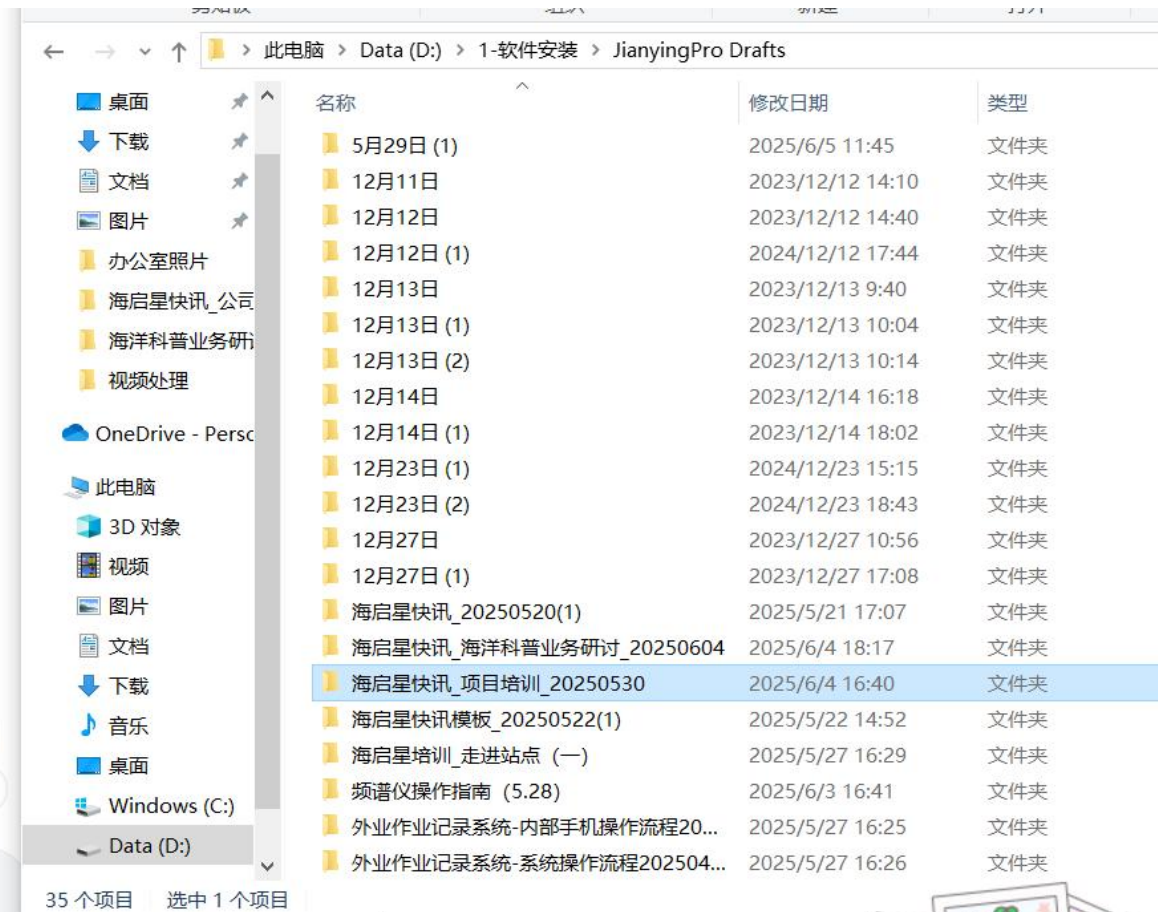 此电脑 > Data (D:) > 1-软件安装 > JianyingPro Drafts
桌面
下载
文档
图片
办公室照片
海启星快讯_公司
海洋科普业务研
视频处理
OneDrive - Perso
此电脑
3D 对象
视频
图片
文档
下载
音乐
桌面
Windows (C:)
Data (D:)
名称 修改日期 类型
5月29日 (1) 2025/6/5 11:45 文件夹
12月11日 2023/12/12 14:10 文件夹
12月12日 2023/12/12 14:40 文件夹
12月12日 (1) 2024/12/12 17:44 文件夹
12月13日 2023/12/13 9:40 文件夹
12月13日 (1) 2023/12/13 10:04 文件夹
12月13日 (2) 2023/12/13 10:14 文件夹
12月14日 2023/12/14 16:18 文件夹
12月14日 (1) 2023/12/14 18:02 文件夹
12月23日 (1) 2024/12/23 15:15 文件夹
12月23日 (2) 2024/12/23 18:43 文件夹
12月27日 2023/12/27 10:56 文件夹
12月27日 (1) 2023/12/27 17:08 文件夹
海启星快讯_20250520(1) 2025/5/21 17:07 文件夹
海启星快讯_海洋科普业务研讨_20250604 2025/6/4 18:17 文件夹
海启星快讯_项目培训_20250530 2025/6/4 16:40 文件夹
海启星快讯模板_20250522(1) 2025/5/22 14:52 文件夹
海启星培训_走进站点（一） 2025/5/27 16:29 文件夹
频谱仪操作指南（5.28） 2025/6/3 16:41 文件夹
外业作业记录系统-内部手机操作流程20... 2025/5/27 16:25 文件夹
外业作业记录系统-系统操作流程202504... 2025/5/27 16:26 文件夹
35 个项目 选中 1 个项目